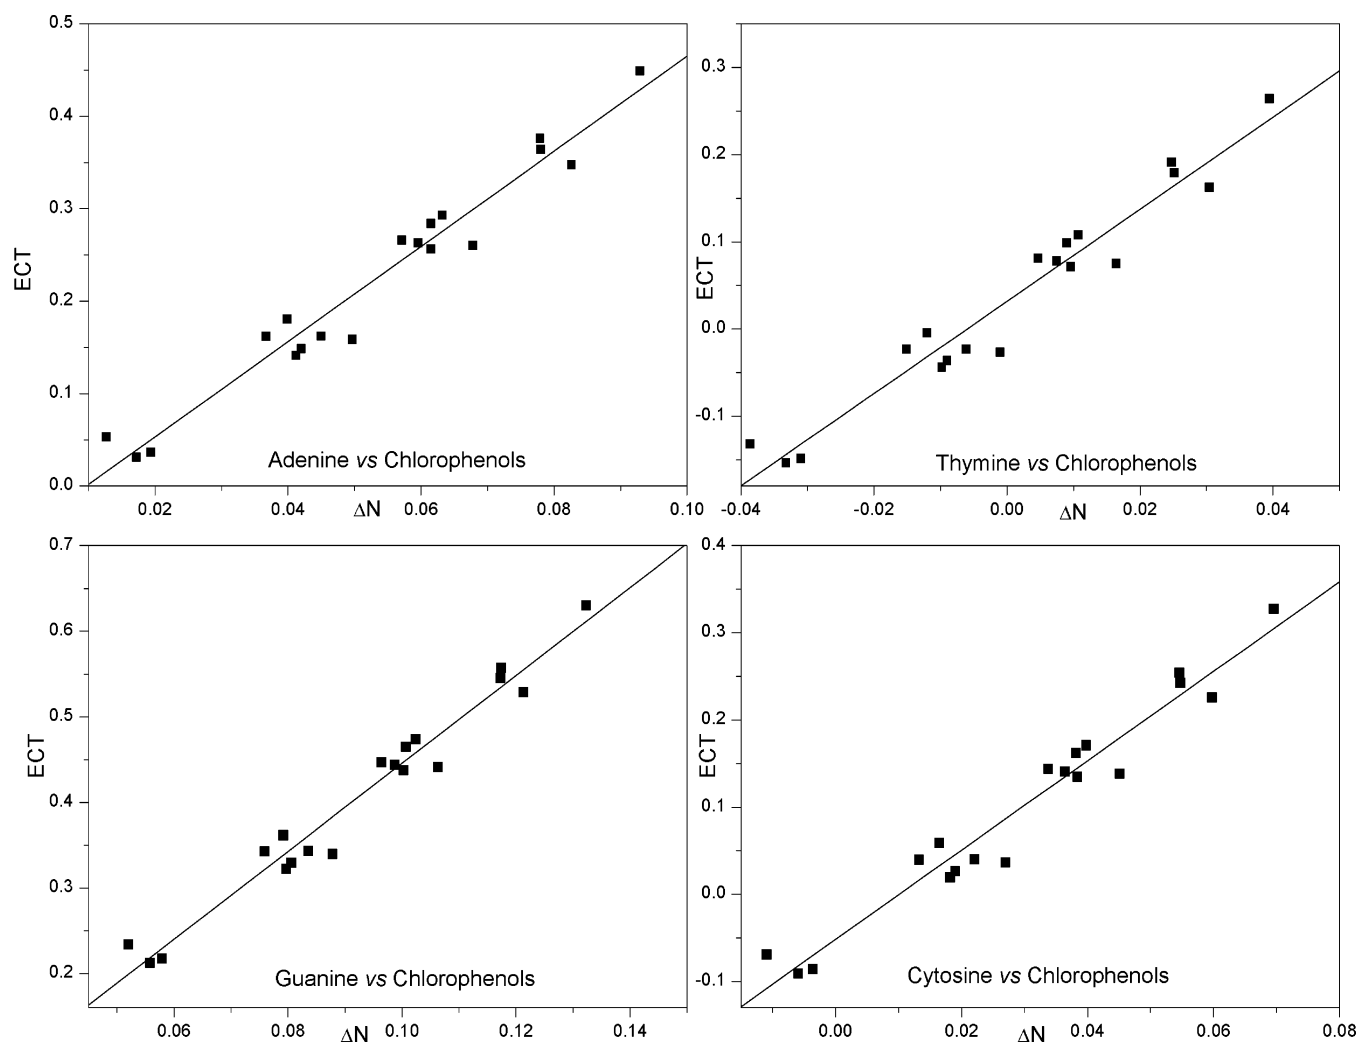 0.5
0.4
0.3
0.2
0.1
0.0
ECT
Adenine vs Chlorophenols
0.02 0.04 0.06 0.08 0.10
ΔN
0.3
0.2
0.1
0.0
-0.1
ECT
Thymine vs Chlorophenols
-0.04 -0.02 0.00 0.02 0.04
ΔN
0.7
0.6
0.5
0.4
0.3
0.2
ECT
Guanine vs Chlorophenols
0.06 0.08 0.10 0.12 0.14
ΔN
0.4
0.3
0.2
0.1
0.0
-0.1
ECT
Cytosine vs Chlorophenols
0.00 0.02 0.04 0.06 0.08
ΔN